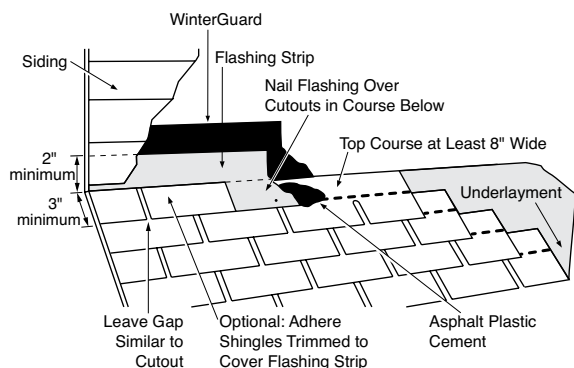 WinterGuard
Siding
Flashing Strip
Nail Flashing Over
Cutouts in Course Below
Top Course at Least 8" Wide
2"
minimum
Underlayment
3"
minimum
Leave Gap
Similar to
Cutout
Optional: Adhere
Shingles Trimmed to
Cover Flashing Strip
Asphalt Plastic
Cement